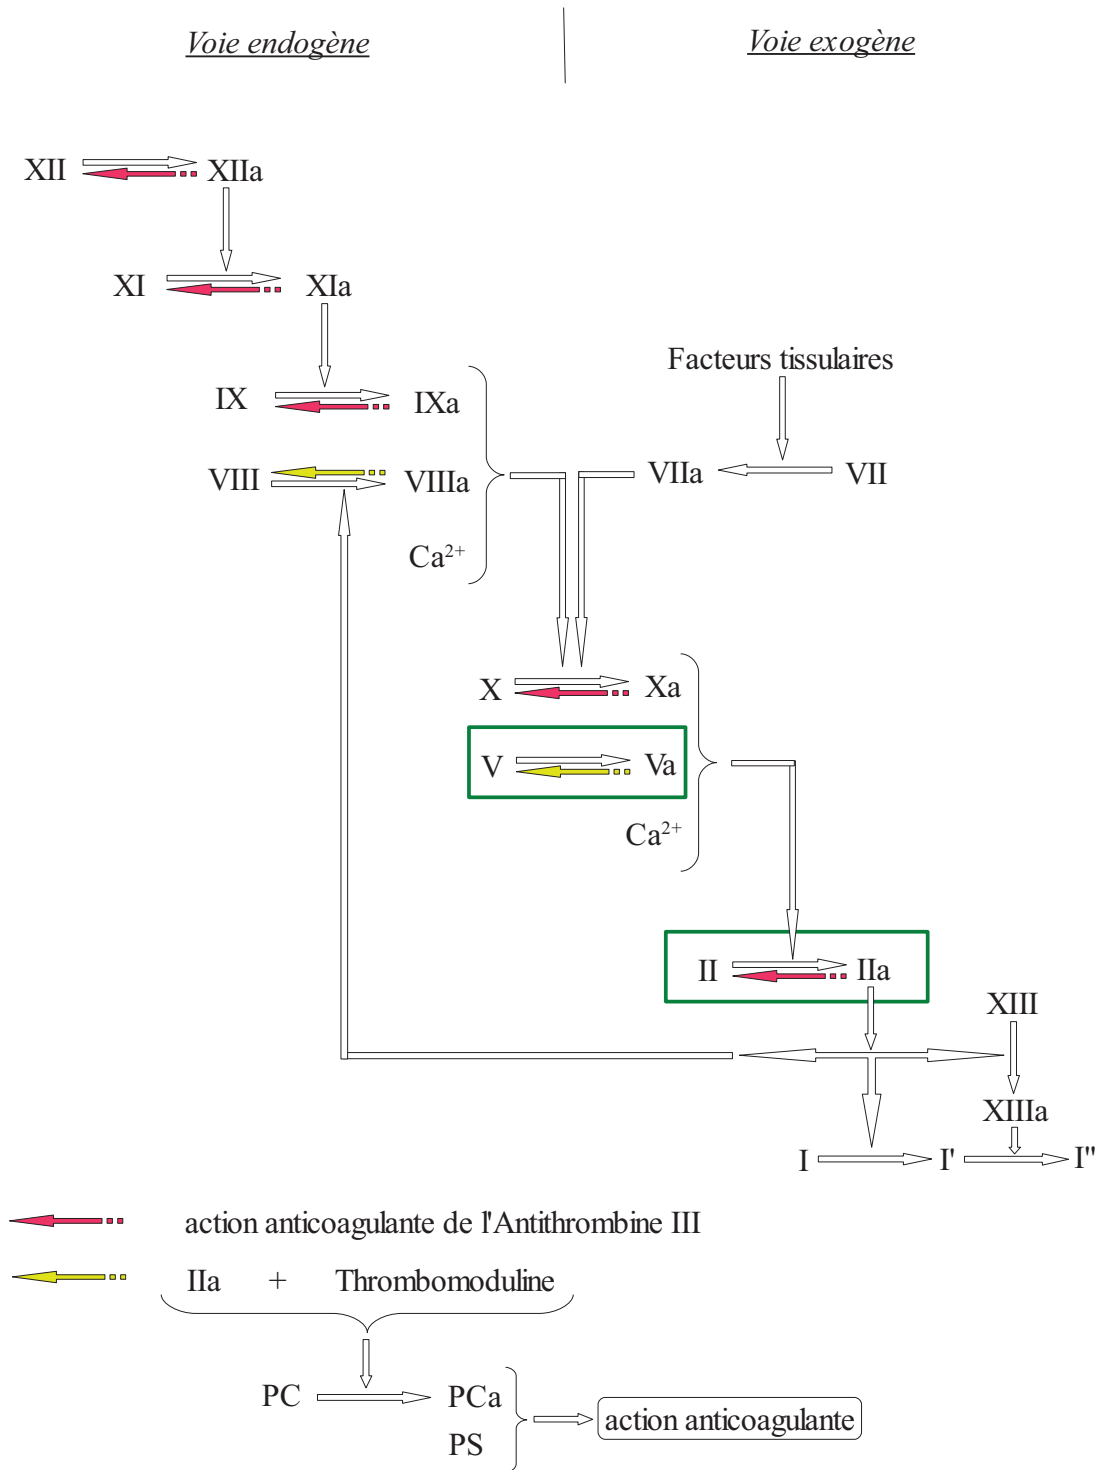 Voie endogène
Voie exogène
XII XIIa
XI XIa
Facteurs tissulaires
IX IXa
VIII VIIIa VIIa VII
Ca²⁺
X Xa
V Va
Ca²⁺
II IIa
XIII
XIIIa
I I' I"
action anticoagulante de l'Antithrombine III
IIa + Thrombomoduline
PC PCa
action anticoagulante
PS